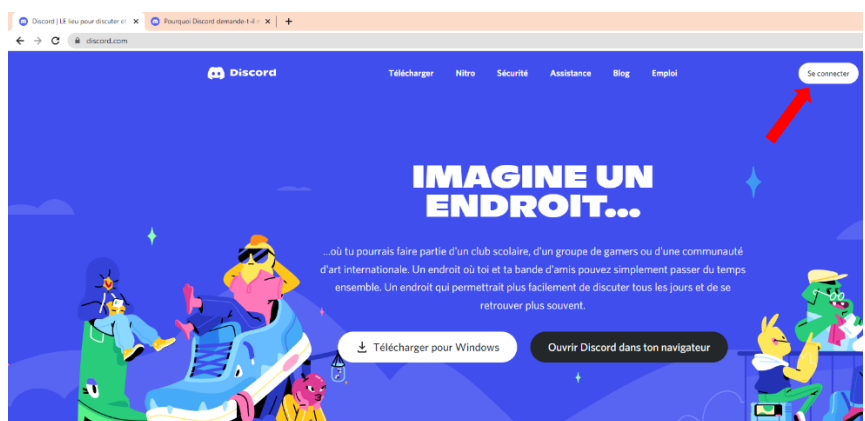 Discord | LE lieu pour discuter et
Pourquoi Discord demande-t-il
discord.com
Discord
Télécharger Nitro Sécurité Assistance Blog Emploi
Se connecter
IMAGINE UN
ENDROIT...
...où tu pourrais faire partie d'un club scolaire, d'un groupe de gamers ou d'une communauté
d'art internationale. Un endroit où toi et ta bande d'amis pouvez simplement passer du temps
ensemble. Un endroit qui permettrait plus facilement de discuter tous les jours et de se
retrouver plus souvent.
Télécharger pour Windows
Ouvrir Discord dans ton navigateur